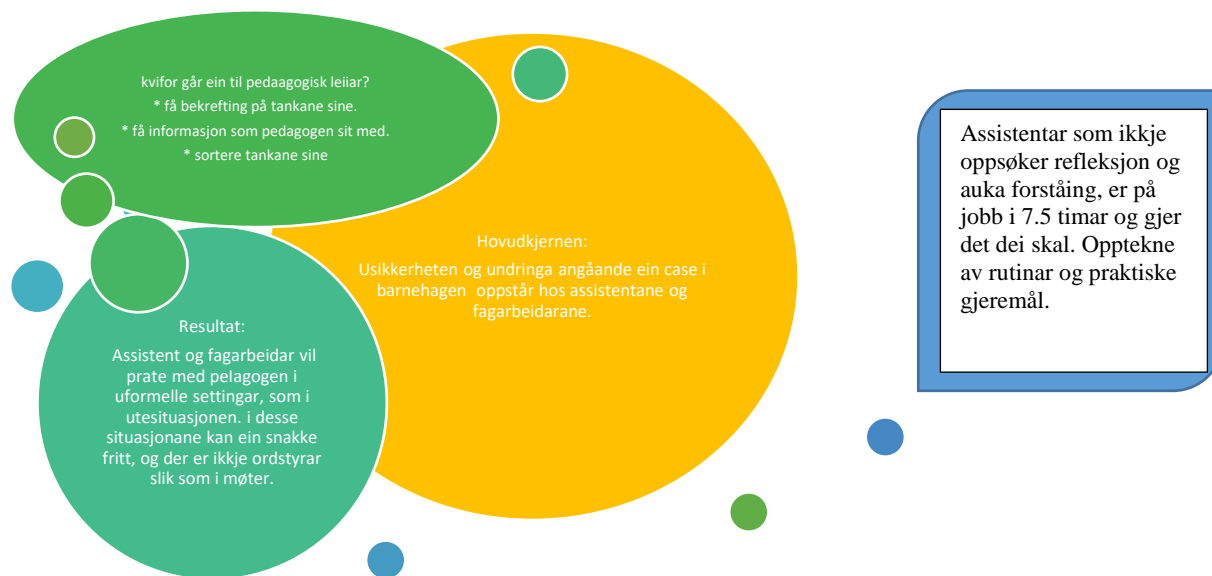 kvifor går ein til pedaagogisk leiiar?
* få bekrefting på tankane sine.
* få informasjon som pedagogen sit med.
* sortere tankane sine
Hovudkjernen:
Usikkerheten og undringa angåande ein case i
barnehagen oppstår hos assistentane og
fagarbeidarane.
Resultat:
Assistent og fagarbeidar vil
prate med pelagogen i
uformelle settingar, som i
utesituasjonen. i desse
situasjonane kan ein snakke
fritt, og der er ikkje ordstyrar
slik som i møter.
Assistentar som ikkje
oppsøker refleksjon og
auka forståing, er på
jobb i 7.5 timar og gjer
det dei skal. Opptekne
av rutinar og praktiske
gjeremål.